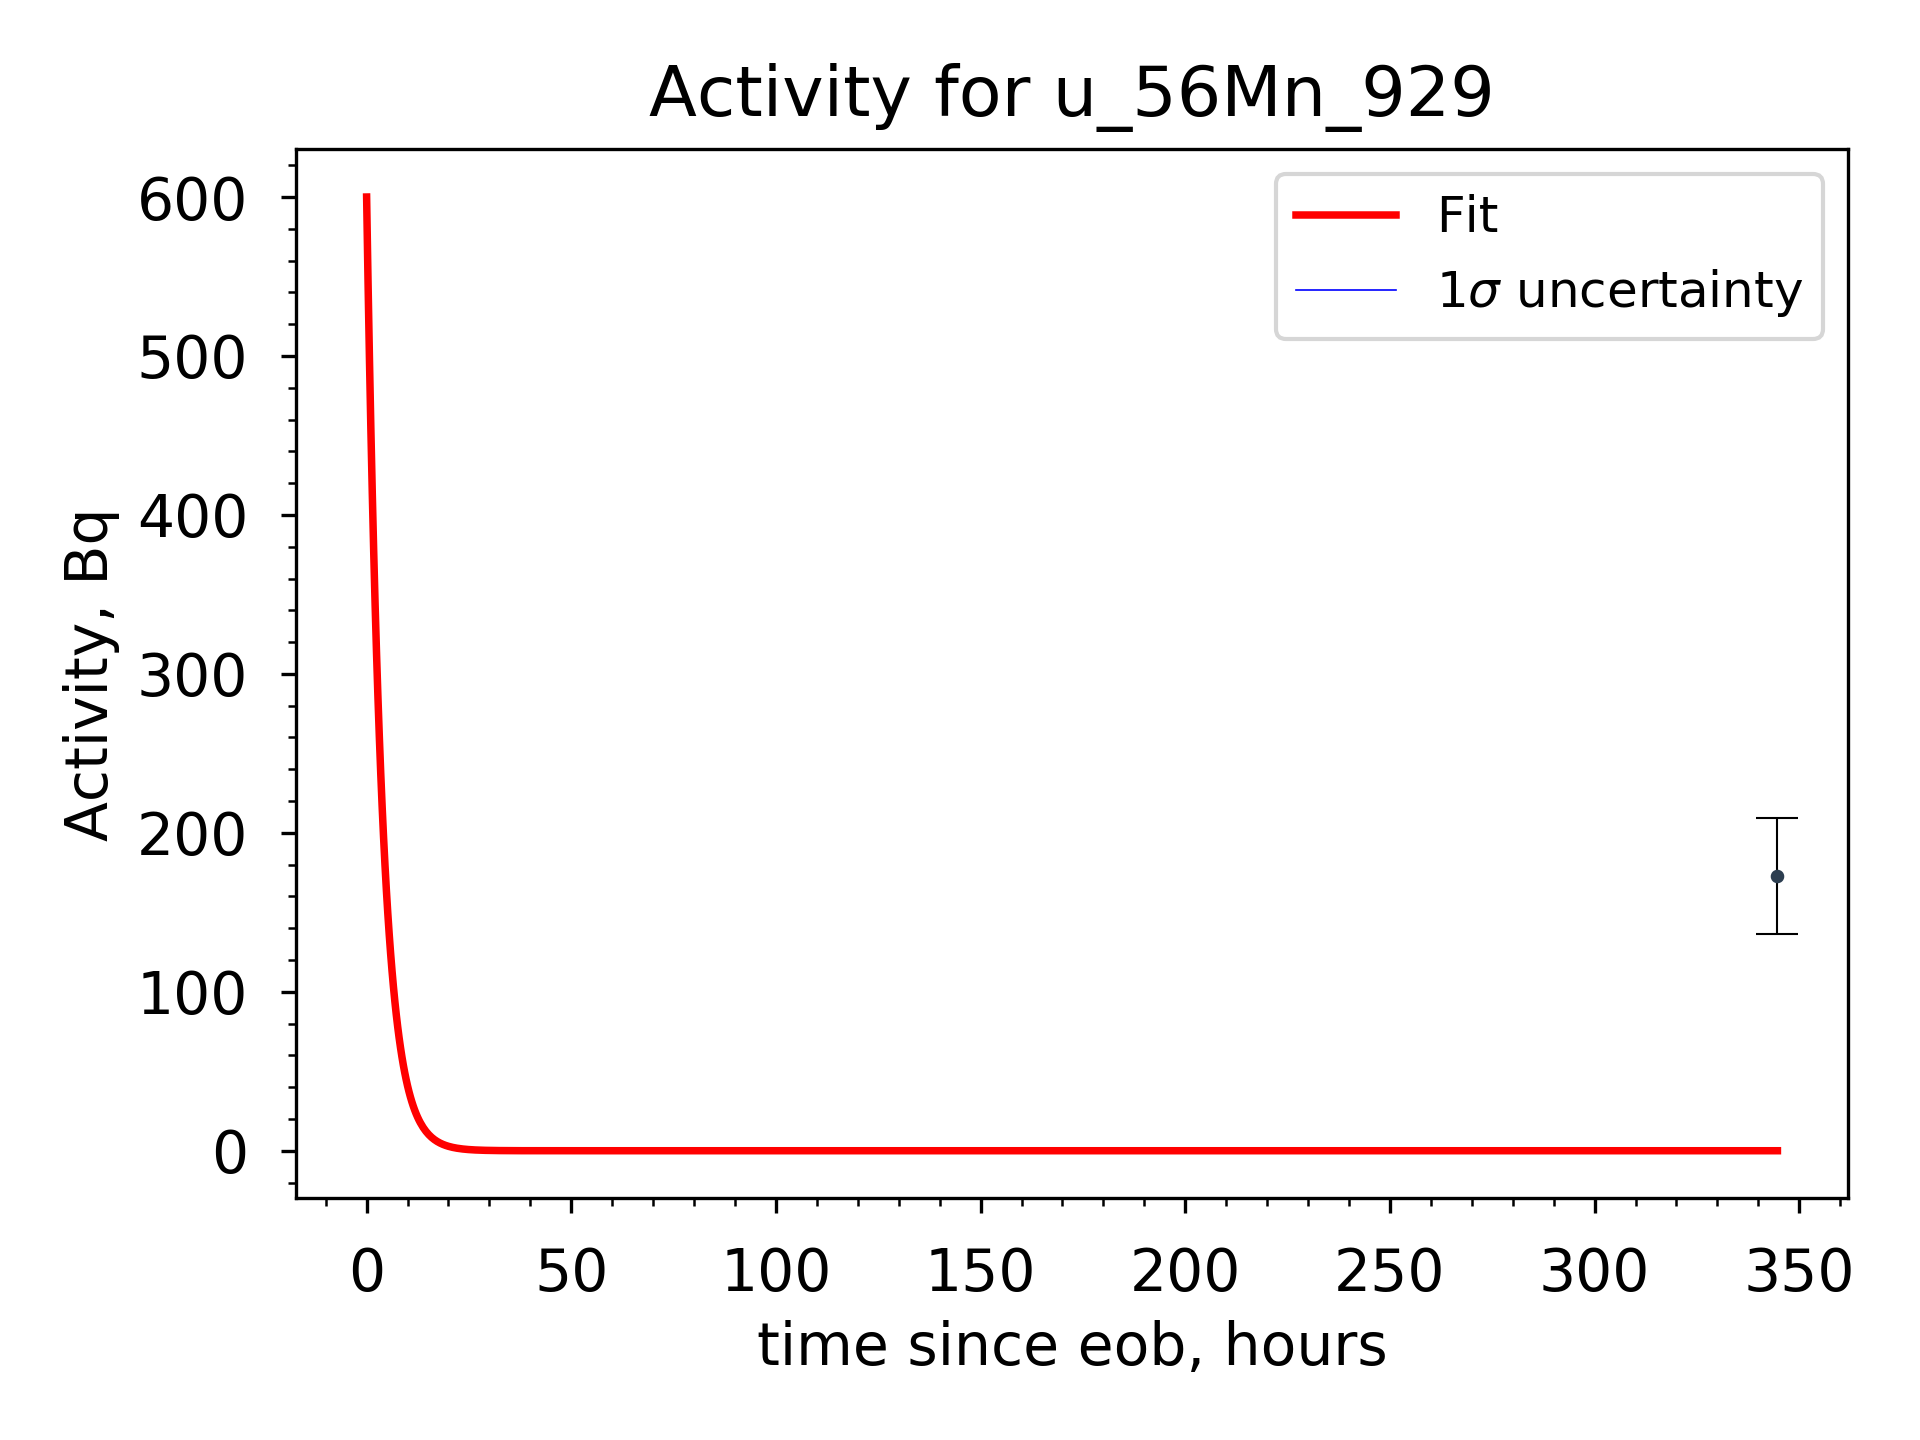 Activity for u_56Mn_929
Fit
1σ uncertainty
Activity, Bq
600
500
400
300
200
100
0
0 50 100 150 200 250 300 350
time since eob, hours